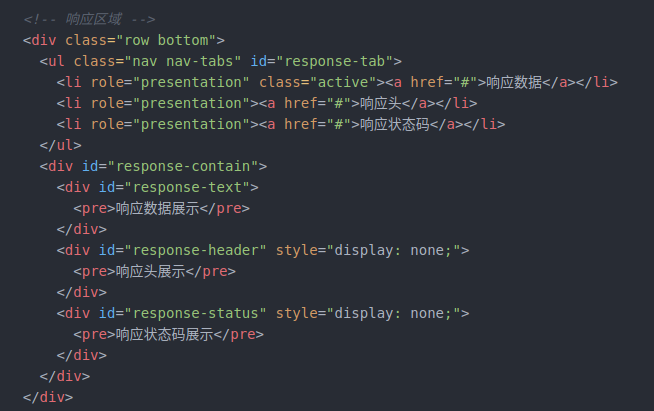 <!-- 响应区域 -->
<div class="row bottom">
<ul class="nav nav-tabs" id="response-tab">
<li role="presentation" class="active"><a href="#">响应数据</a></li>
<li role="presentation"><a href="#">响应头</a></li>
<li role="presentation"><a href="#">响应状态码</a></li>
</ul>
<div id="response-contain">
<div id="response-text">
<pre>响应数据展示</pre>
</div>
<div id="response-header" style="display: none;">
<pre>响应头展示</pre>
</div>
<div id="response-status" style="display: none;">
<pre>响应状态码展示</pre>
</div>
</div>
</div>